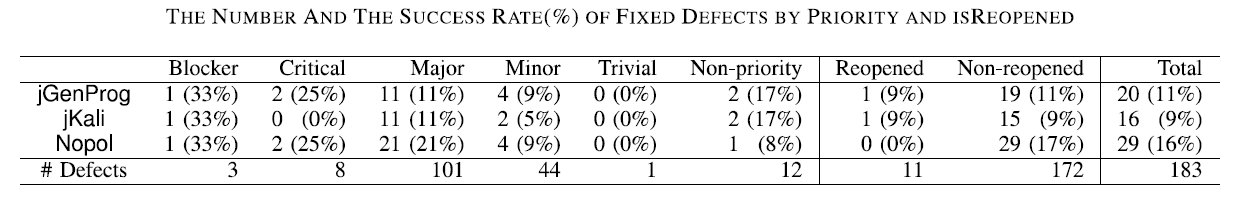 THE NUMBER AND THE SUCCESS RATE(%) OF FIXED DEFECTS BY PRIORITY AND ISREOPENED
Blocker Critical Major Minor Trivial Non-priority Reopened Non-reopened Total
jGenProg 1 (33%) 2 (25%) 11 (11%) 4 (9%) 0 (0%) 2 (17%) 1 (9%) 19 (11%) 20 (11%)
jKali 1 (33%) 0 (0%) 11 (11%) 2 (5%) 0 (0%) 2 (17%) 1 (9%) 15 (9%) 16 (9%)
Nopol 1 (33%) 2 (25%) 21 (21%) 4 (9%) 0 (0%) 1 (8%) 0 (0%) 29 (17%) 29 (16%)
# Defects 3 8 101 44 1 12 11 172 183